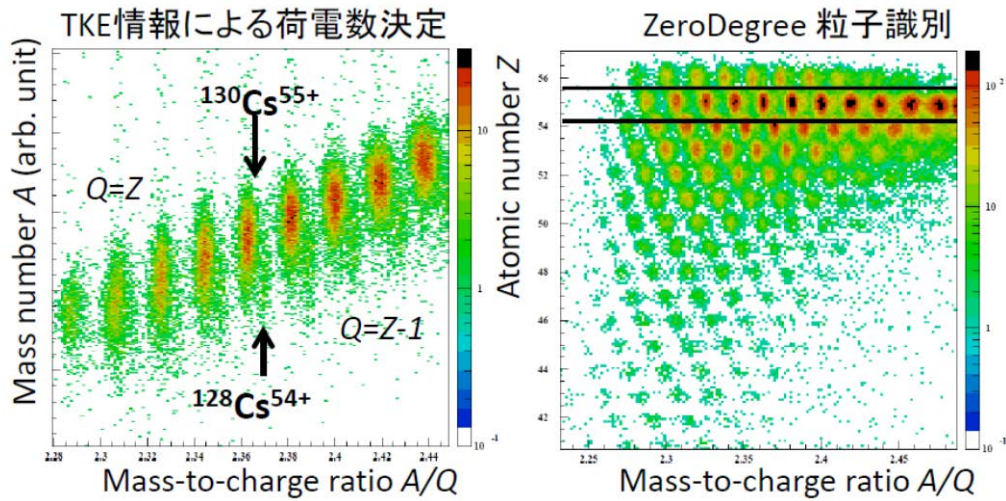 TKE情報による荷電数決定
Mass number A (arb. unit)
130Cs55+
Q=Z
Q=Z-1
128Cs54+
10
1
10-1
2.28 2.3 2.32 2.34 2.36 2.38 2.4 2.42 2.44
Mass-to-charge ratio A/Q
ZeroDegree 粒子識別
Atomic number Z
56
54
52
50
48
46
44
42
10²
10
1
10-1
2.25 2.3 2.35 2.4 2.45
Mass-to-charge ratio A/Q